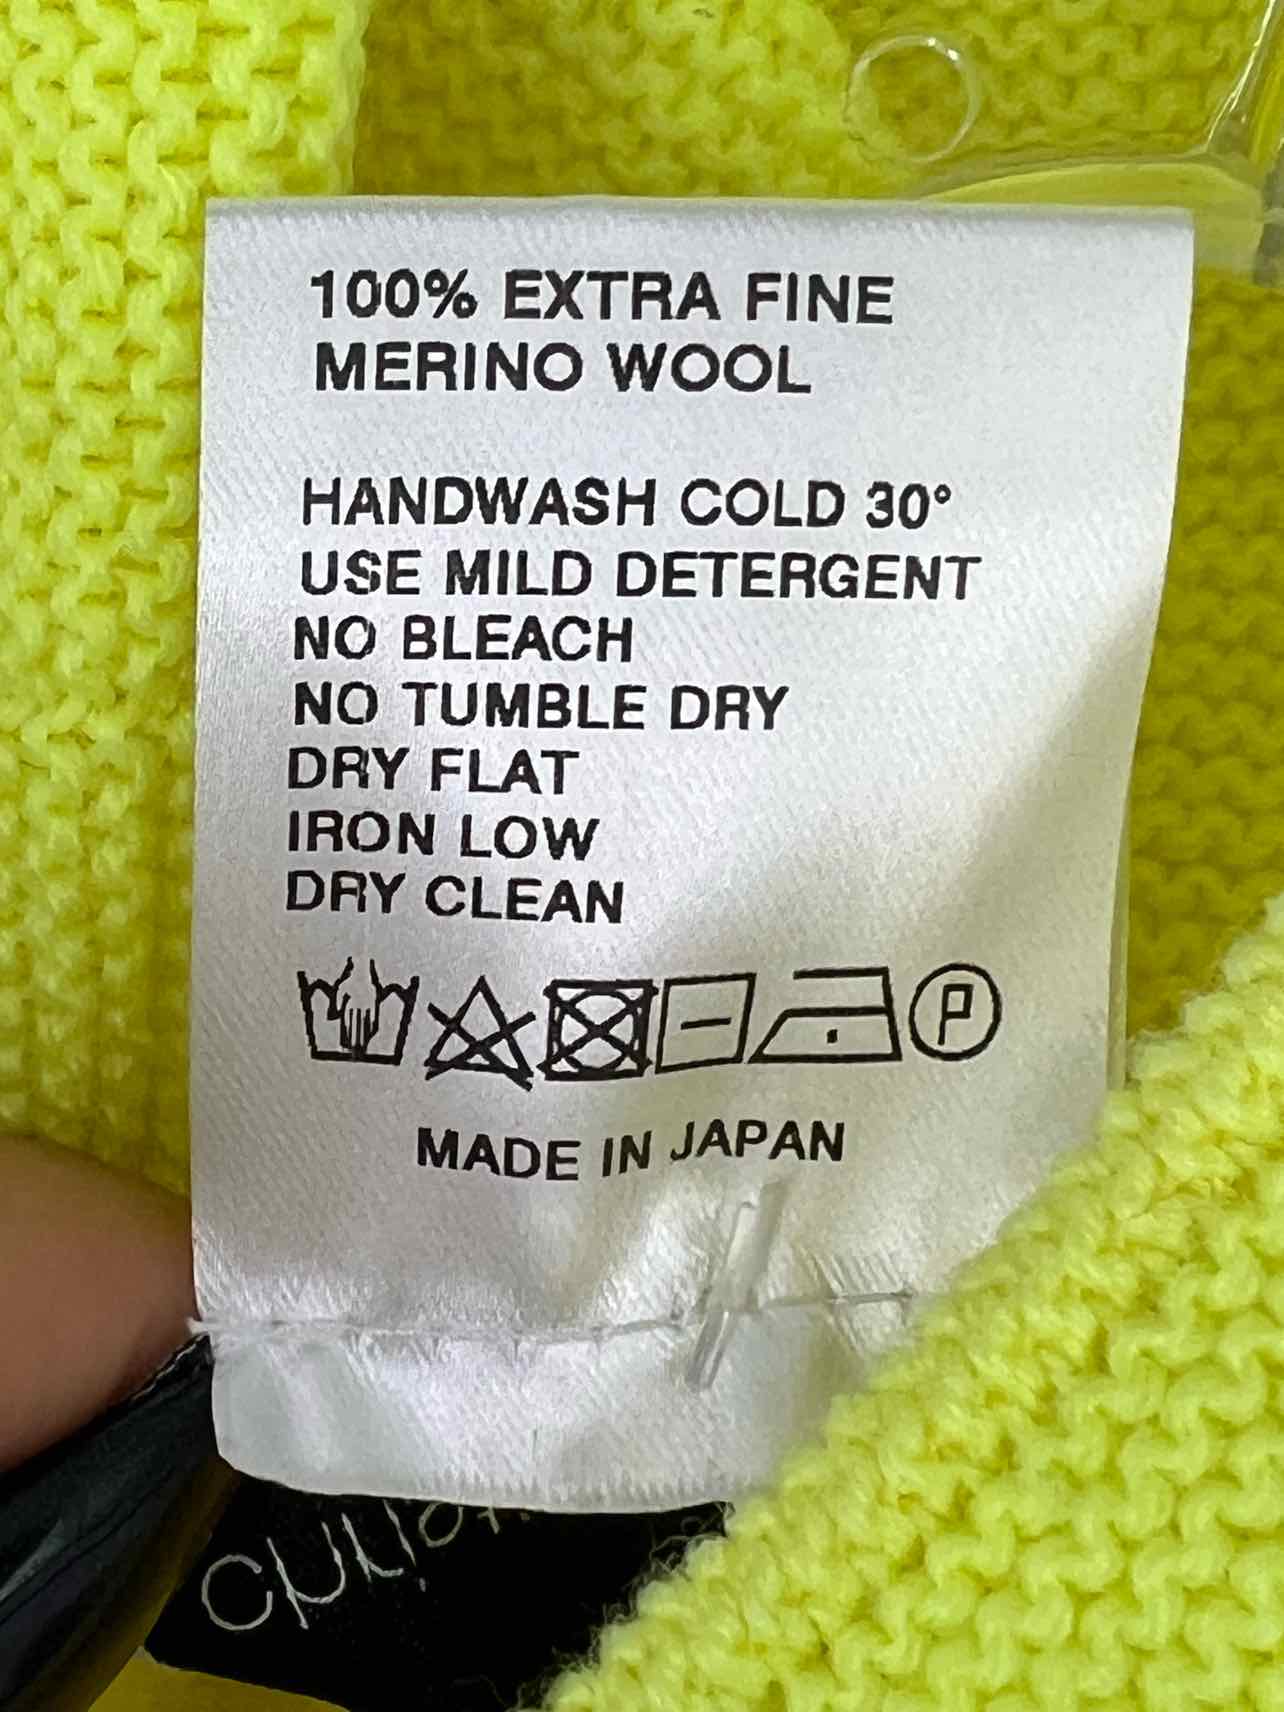 100% EXTRA FINE
MERINO WOOL
HANDWASH COLD 30°
USE MILD DETERGENT
NO BLEACH
NO TUMBLE DRY
DRY FLAT
IRON LOW
DRY CLEAN
P
MADE IN JAPAN